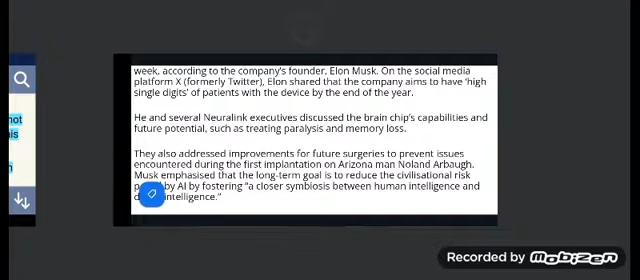 week, according to the company's founder, Elon Musk. On the social media
platform X (formerly Twitter), Elon shared that the company aims to have 'high
single digits' of patients with the device by the end of the year.
He and several Neuralink executives discussed the brain chip's capabilities and
future potential, such as treating paralysis and memory loss.
They also addressed improvements for future surgeries to prevent issues
encountered during the first implantation on Arizona man Noland Arbaugh.
Musk emphasised that the long-term goal is to reduce the civilisational risk
by AI by fostering "a closer symbiosis between human intelligence and
intelligence."
Recorded by Mobizen